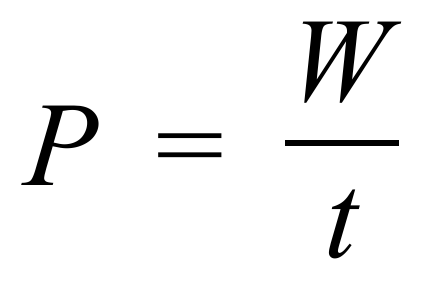 P = W/t